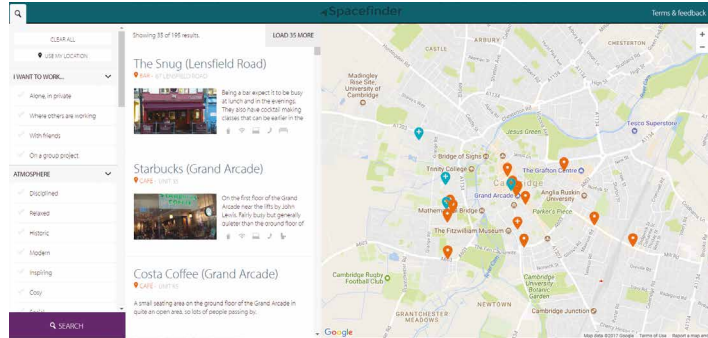 Spacefinder
Terms & feedback
CLEAR ALL
USE MY LOCATION
I WANT TO WORK...
Alone, in private
Where others are working
With friends
On a group project
ATMOSPHERE
Disciplined
Relaxed
Historic
Modern
Inspiring
Cosy
Social
SEARCH
Showing 35 of 195 results.
LOAD 35 MORE
The Snug (Lensfield Road)
BAR - 67 LENSFIELD ROAD
Being a bar expect it to be busy
at lunch and in the evenings.
They also have cocktail making
classes that can be earlier in the
Starbucks (Grand Arcade)
CAFE - UNIT 32
On the first floor of the Grand
Arcade near the lifts by John
Lewis. Fairly busy but generally
quieter than the ground floor of
Costa Coffee (Grand Arcade)
A small seating area on the ground floor of the Grand Arcade in
quite an open area, so lots of people passing by.
CASTLE
ARBURY
CHESTERTON
Madingley
Rise Site,
University of
Cambridge
Tesco Superstore
Jesus Green
Bridge of Sighs
Trinity College
The Grafton Centre
Cambridge
Grand Arcade
Anglia Ruskin
University
Mathematical Bridge
Parker's Piece
The Fitzwilliam Museum
Cambridge Rugby
Football Club
Cambridge
University
Botanic
Garden
NEWTOWN
GRANTCHESTER
MEADOWS
Cambridge Junction
Google
Map data ©2017 Google
Terms of Use
Report a map